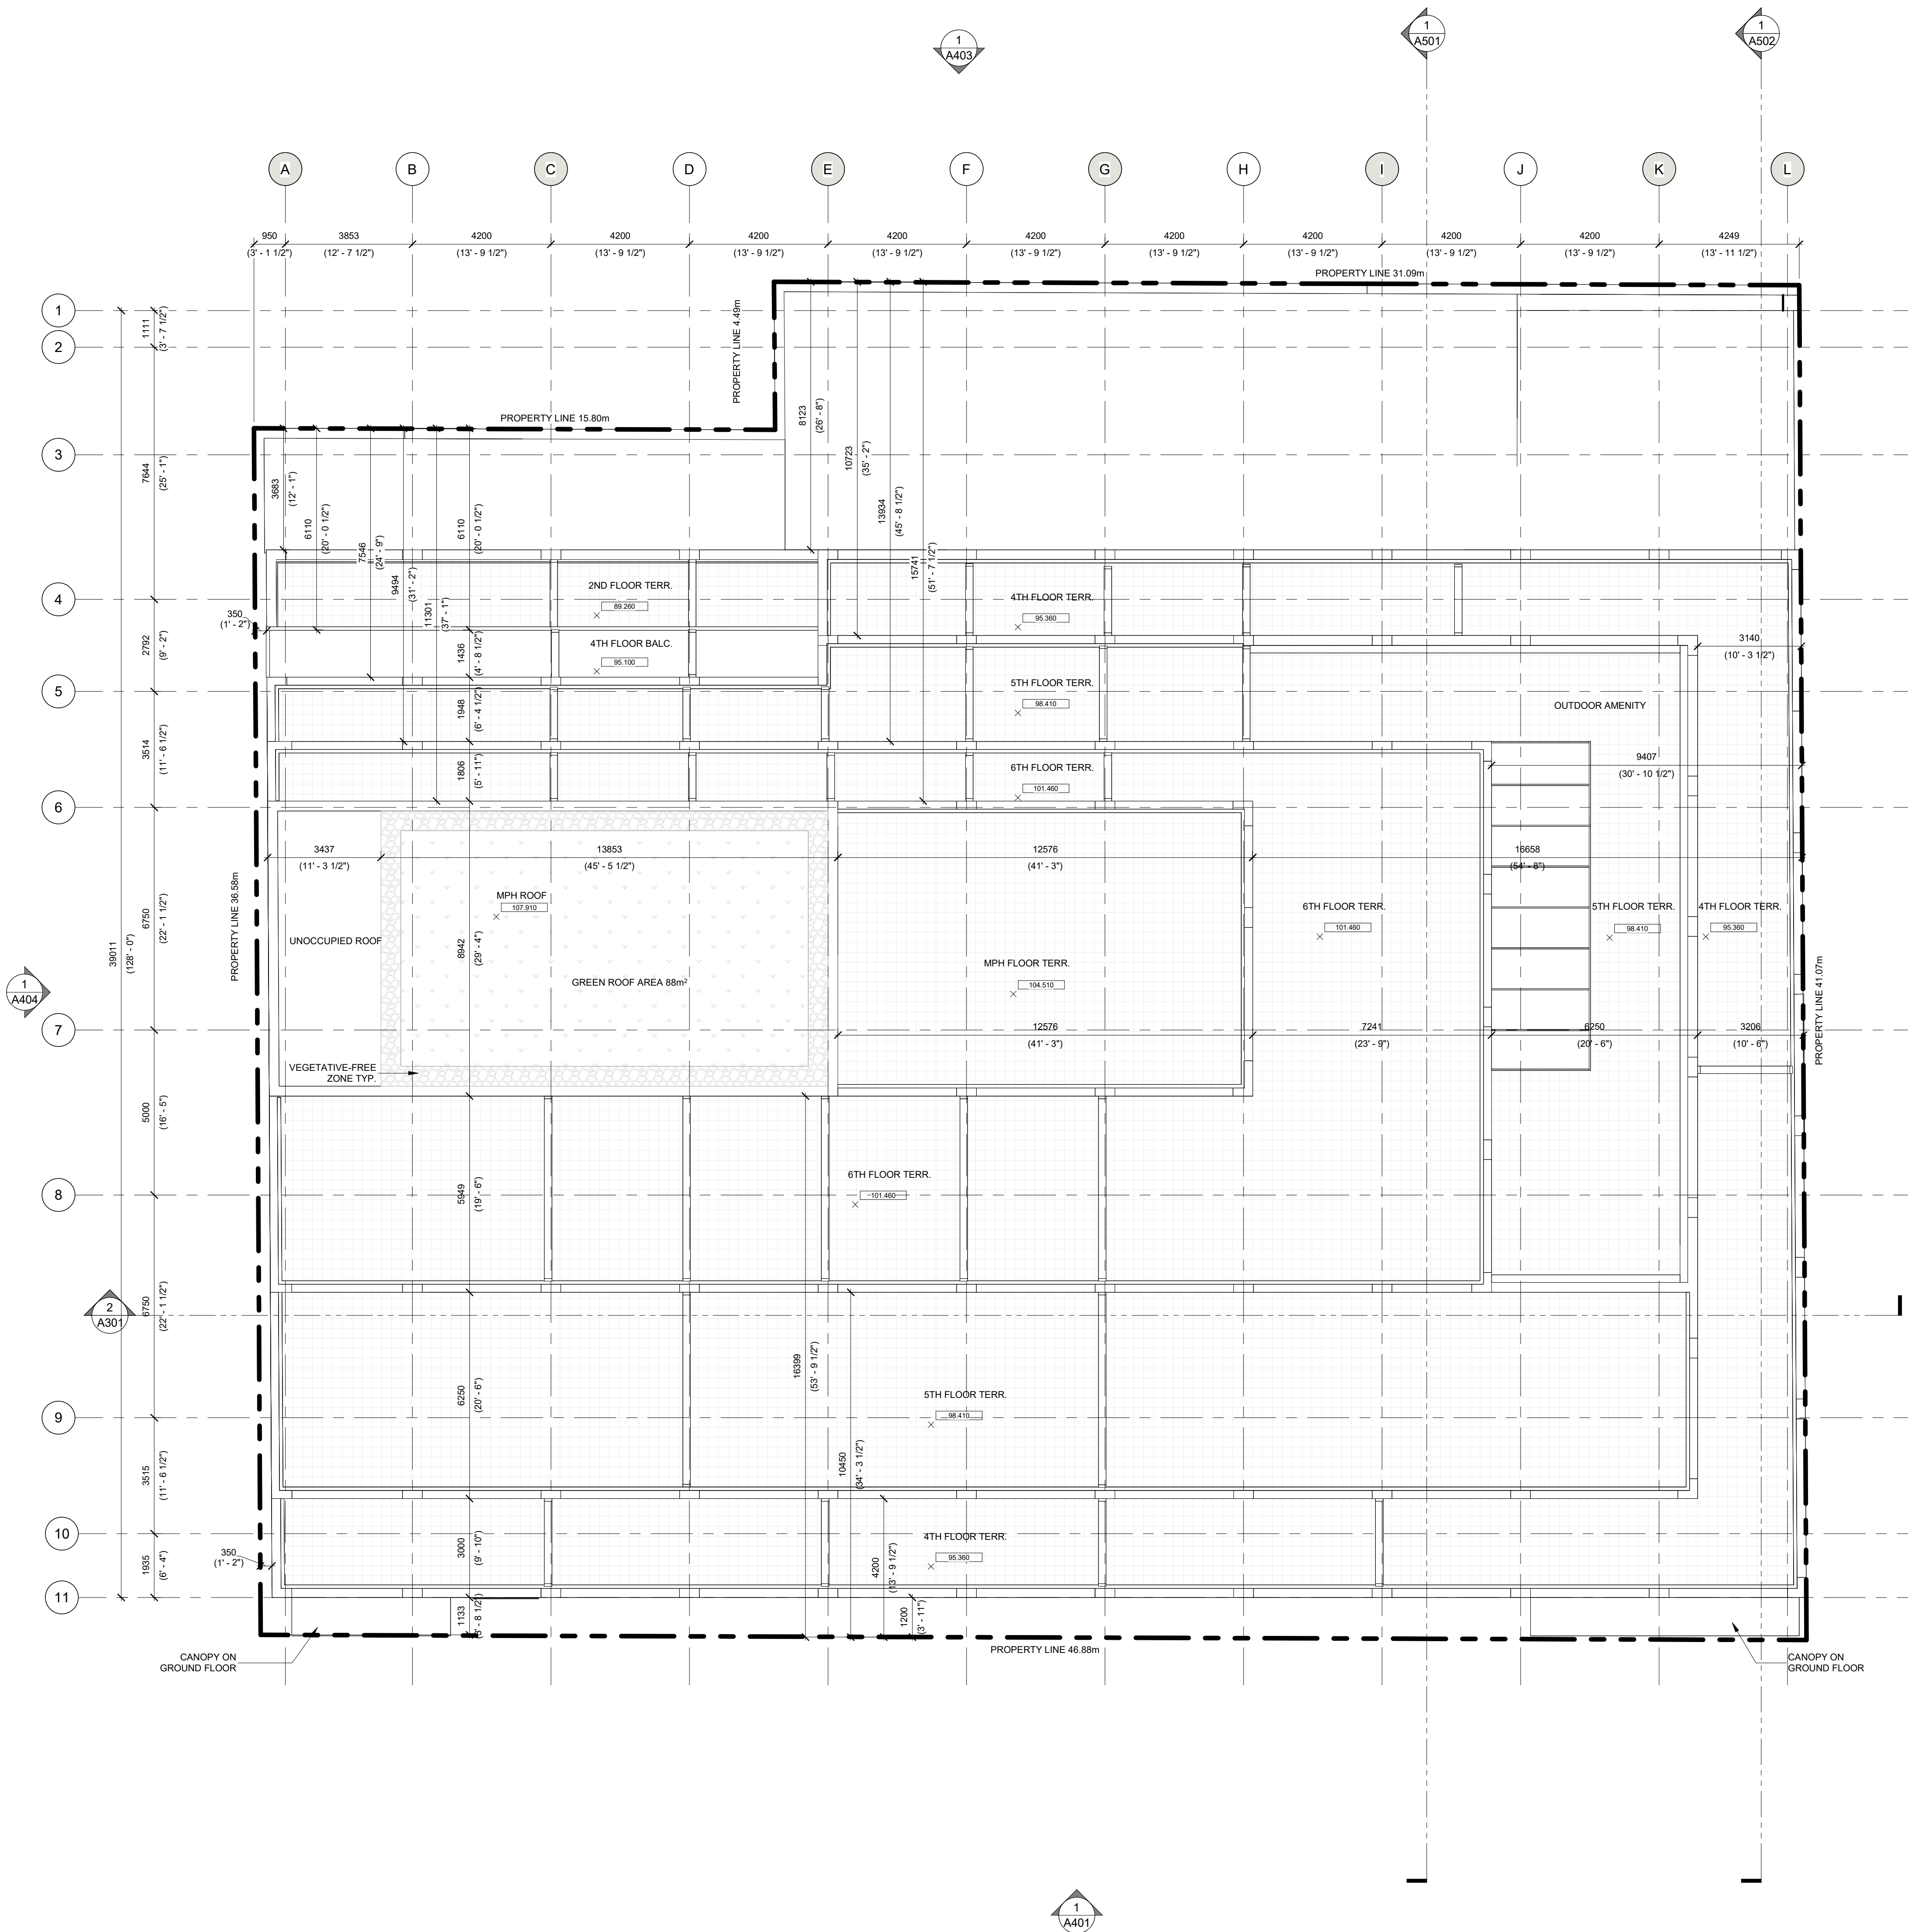 1
A403
1
A501
1
A502
A
B
C
D
E
F
G
H
I
J
K
L
950
3853
4200
4200
4200
4200
4200
4200
4200
4200
4200
4249
(3' - 1 1/2")
(12' - 7 1/2")
(13' - 9 1/2")
(13' - 9 1/2")
(13' - 9 1/2")
(13' - 9 1/2")
(13' - 9 1/2")
(13' - 9 1/2")
(13' - 9 1/2")
(13' - 9 1/2")
(13' - 9 1/2")
(13' - 11 1/2")
PROPERTY LINE 31.09m
1
1111
(3' - 7 1/2")
2
PROPERTY LINE 4.49m
PROPERTY LINE 15.80m
3
7644
(25' - 1")
3683
(12' - 1")
6110
(20' - 0 1/2")
7546
(24' - 9")
9494
(31' - 2")
11301
(37' - 1")
6110
(20' - 0 1/2")
8123
(26' - 8")
10723
(35' - 2")
13934
(45' - 8 1/2")
15741
(51' - 7 1/2")
4
2ND FLOOR TERR.
89.260
4TH FLOOR TERR.
95.360
350
(1' - 2")
2792
(9' - 2")
4TH FLOOR BALC.
95.100
1436
(4' - 8 1/2")
3140
(10' - 3 1/2")
5
5TH FLOOR TERR.
98.410
OUTDOOR AMENITY
1948
(6' - 4 1/2")
3514
(11' - 6 1/2")
1806
(5' - 11")
6TH FLOOR TERR.
101.460
9407
(30' - 10 1/2")
6
3437
(11' - 3 1/2")
13853
(45' - 5 1/2")
12576
(41' - 3")
16658
(54' - 8")
PROPERTY LINE 36.58m
MPH ROOF
107.910
6750
(22' - 1 1/2")
39011
(128' - 0")
UNOCCUPIED ROOF
8942
(29' - 4")
6TH FLOOR TERR.
101.460
5TH FLOOR TERR.
98.410
4TH FLOOR TERR.
95.360
MPH FLOOR TERR.
104.510
GREEN ROOF AREA 88m²
1
A404
PROPERTY LINE 41.07m
7
12576
(41' - 3")
7241
(23' - 9")
6250
(20' - 6")
3206
(10' - 6")
VEGETATIVE-FREE
ZONE TYP.
5000
(16' - 5")
8
5949
(19' - 6")
6TH FLOOR TERR.
101.460
2
A301
6750
(22' - 1 1/2")
16399
(53' - 9 1/2")
6250
(20' - 6")
5TH FLOOR TERR.
98.410
9
10450
(34' - 3 1/2")
3515
(11' - 6 1/2")
10
4TH FLOOR TERR.
95.360
350
(1' - 2")
3000
(9' - 10")
4200
(13' - 9 1/2")
1935
(6' - 4")
11
1133
(3' - 8 1/2")
1200
(3' - 11")
PROPERTY LINE 46.88m
CANOPY ON
GROUND FLOOR
CANOPY ON
GROUND FLOOR
1
A401